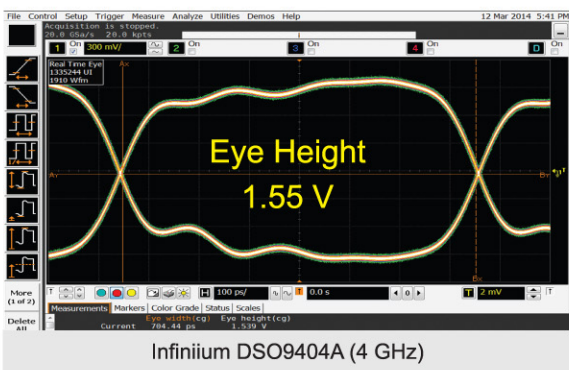 File Control Setup Trigger Measure Analyze Utilities Demos Help 12 Mar 2014 5:41 PM
Acquisition is stopped.
20.0 GSa/s 20.0 kpts
1 On 300 mV/ 2 On 3 On 4 On D On
Real Time Eye
1335244 UI
1910 Wfm
Ax
Eye Height
1.55 V
Bx
More
(1 of 2)
Delete
All
T H 100 ps/ 0.0 s 0 T 2 mV
Measurements Markers Color Grade Status Scales
Eye width(cg) Eye height(cg)
Current 704.44 ps 1.539 V
Infiniium DSO9404A (4 GHz)